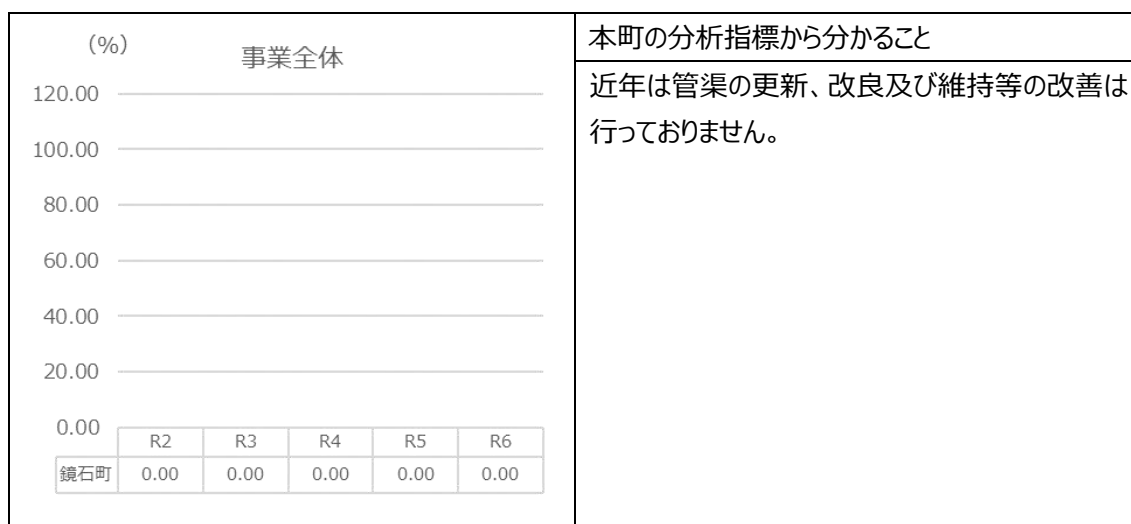 (%)
事業全体
120.00
100.00
80.00
60.00
40.00
20.00
0.00
R2 R3 R4 R5 R6
鏡石町 0.00 0.00 0.00 0.00 0.00
本町の分析指標から分かること
近年は管渠の更新、改良及び維持等の改善は
行っておりません。